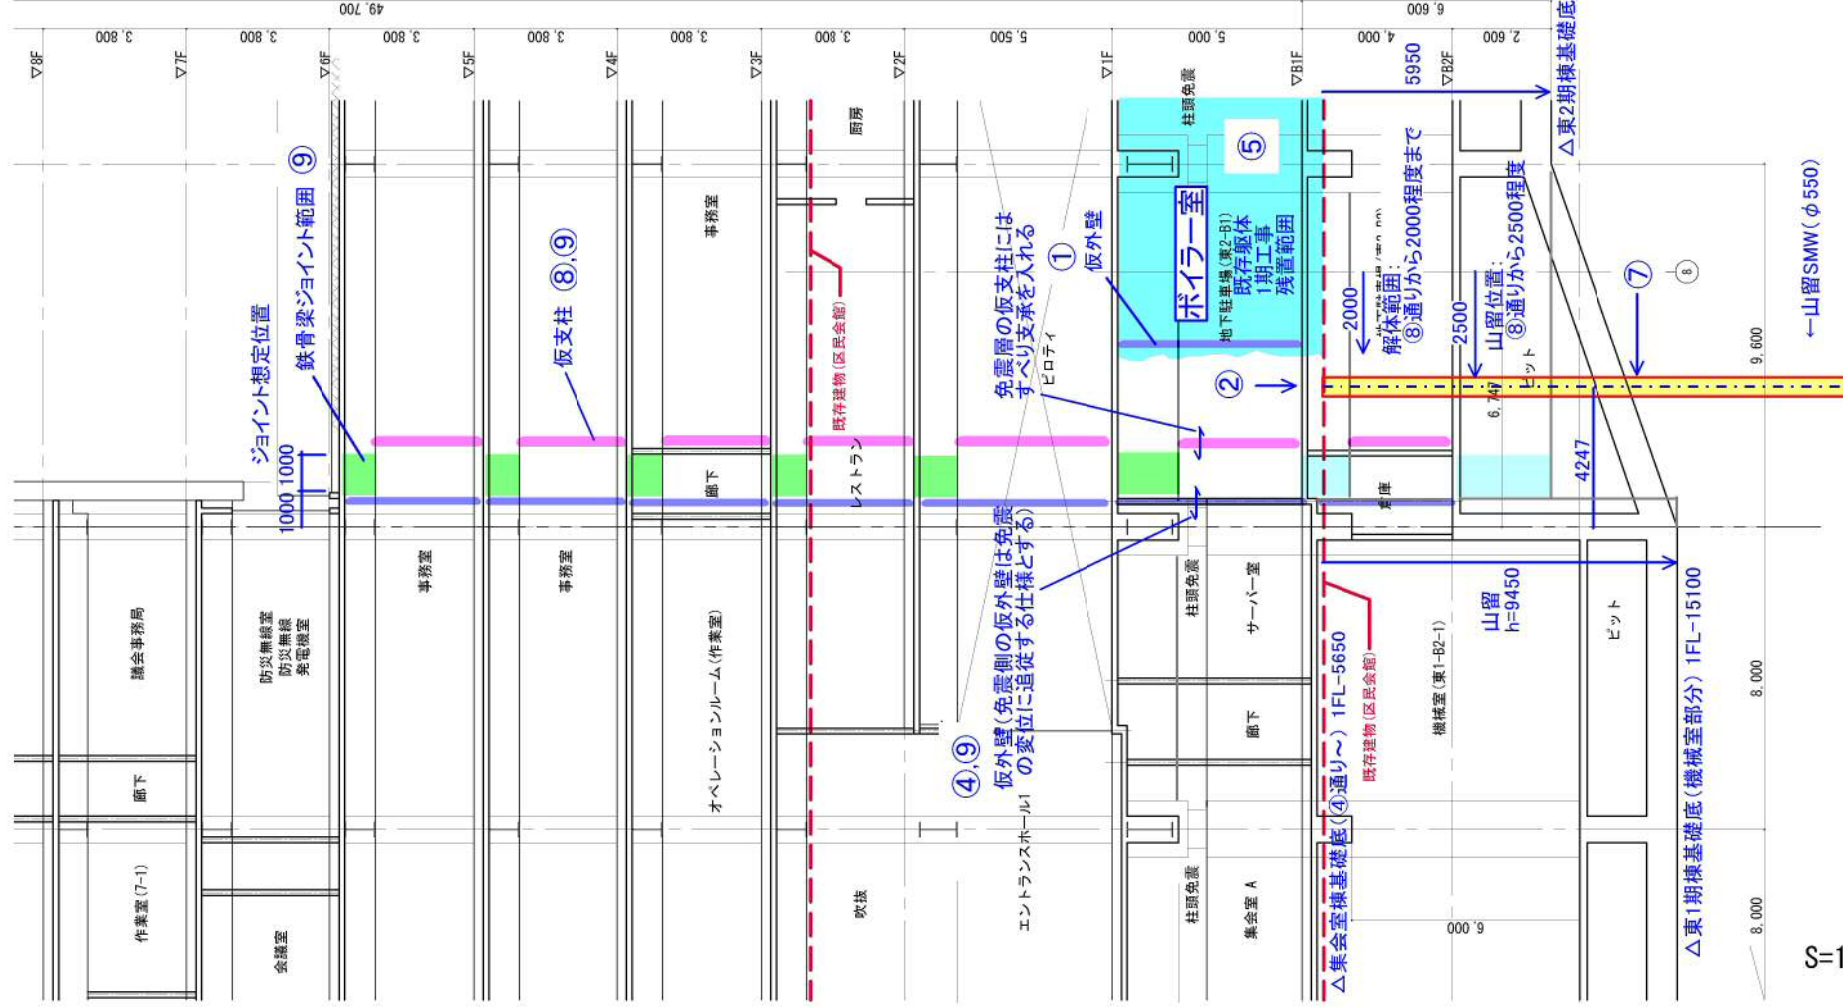 49,700
6,600
3,800
3,800
3,800
3,800
3,800
3,800
5,500
5,000
4,000
2,600
▽8F
▽7F
▽6F
▽5F
▽4F
▽3F
▽2F
▽1F
▽B1F
▽B2F
5950
△東2期棟基礎底
ジョイント想定位置
鉄骨梁ジョイント範囲 ⑨
1000 1000
仮支柱 ⑧,⑨
事務室
厨房
既存建物(区民会館)
レストラン
廊下
免震層の仮支柱には
すべり支承を入れる
ピロティ
①
仮外壁
柱頭免震
⑤
ボイラー室
地下駐車場(東2-B1)
既存躯体
1期工事
残置範囲
②
2000
解体範囲:
⑧通りから2000程度まで
2500
山留位置:
⑧通りから2500程度
ピット
6,747
⑦
8
9,600
←山留SMW(φ550)
4247
倉庫
議会事務局
防災無線室
防災無線
発電機室
事務室
事務室
オペレーションルーム(作業室)
④,⑨
仮外壁(免震側の仮外壁は免震
の変位に追従する仕様とする)
柱頭免震
サーバー室
廊下
△集会室棟基礎底(④通り～) 1FL-5650
既存建物(区民会館)
機械室(東1-B2-1)
山留
h=9450
ピット
△東1期棟基礎底(機械室部分) 1FL-15100
8,000
廊下
作業室(7-1)
会議室
吹抜
エントランスホール1
柱頭免震
集会室 A
6,000
8,000
S=1